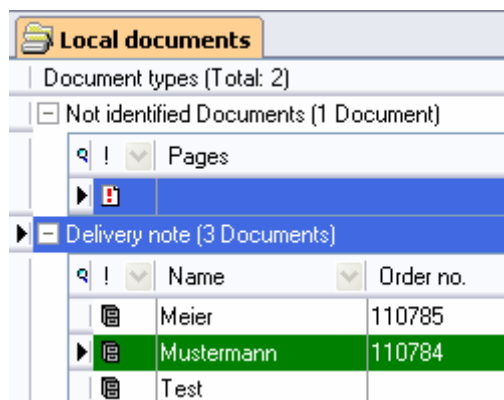 Local documents
Document types (Total: 2)
Not identified Documents (1 Document)
! Pages
!
Delivery note (3 Documents)
! Name Order no.
Meier 110785
Mustermann 110784
Test